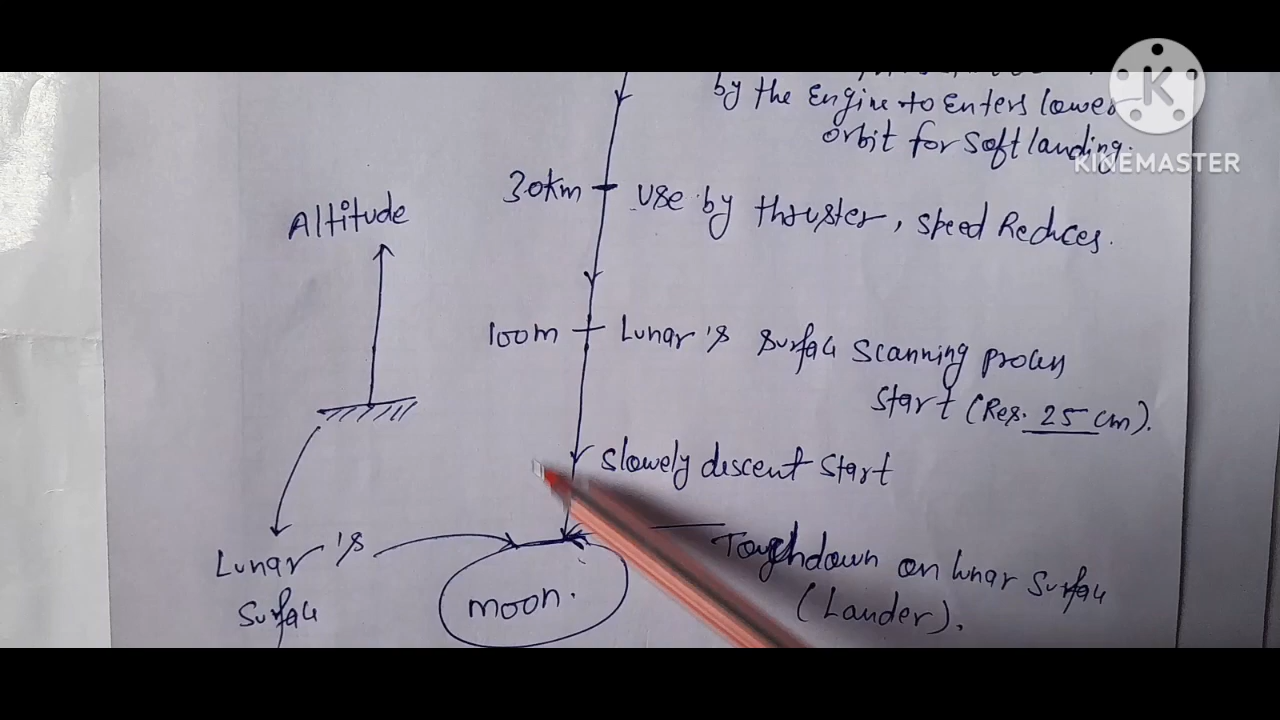 by the Engine to Enters lower
orbit for Soft landing.
KINEMASTER
30km
Use by thruster, Speed Reduces.
Altitude
100m
Lunar's Surface Scanning process
Start (Res. 25 cm).
Slowely descent Start
Touchdown on lunar Surface
(Lander).
Lunar's
Surface
moon.